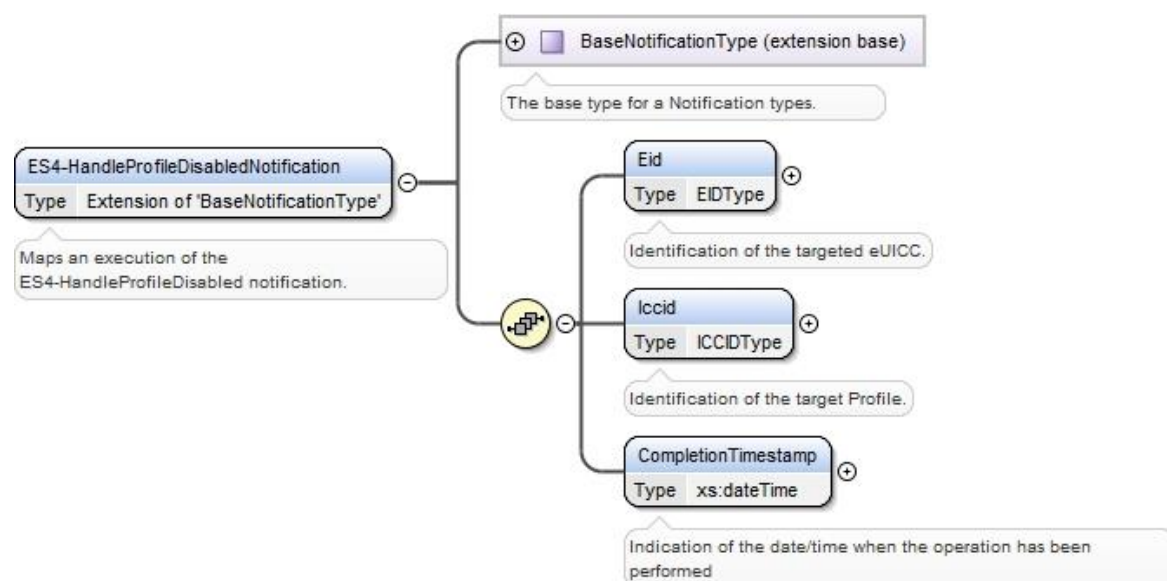 BaseNotificationType (extension base)
The base type for a Notification types.
ES4-HandleProfileDisabledNotification
Type Extension of 'BaseNotificationType'
Maps an execution of the
ES4-HandleProfileDisabled notification.
Eid
Type EIDType
Identification of the targeted eUICC.
Iccid
Type ICCIDType
Identification of the target Profile.
CompletionTimestamp
Type xs:dateTime
Indication of the date/time when the operation has been
performed